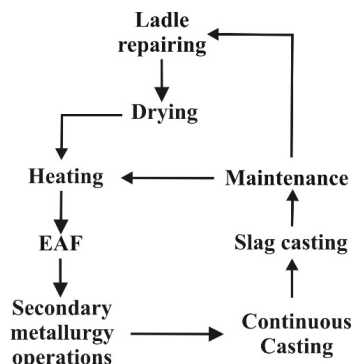 Ladle
repairing
Drying
Heating
Maintenance
EAF
Slag casting
Secondary
metallurgy
operations
Continuous
Casting